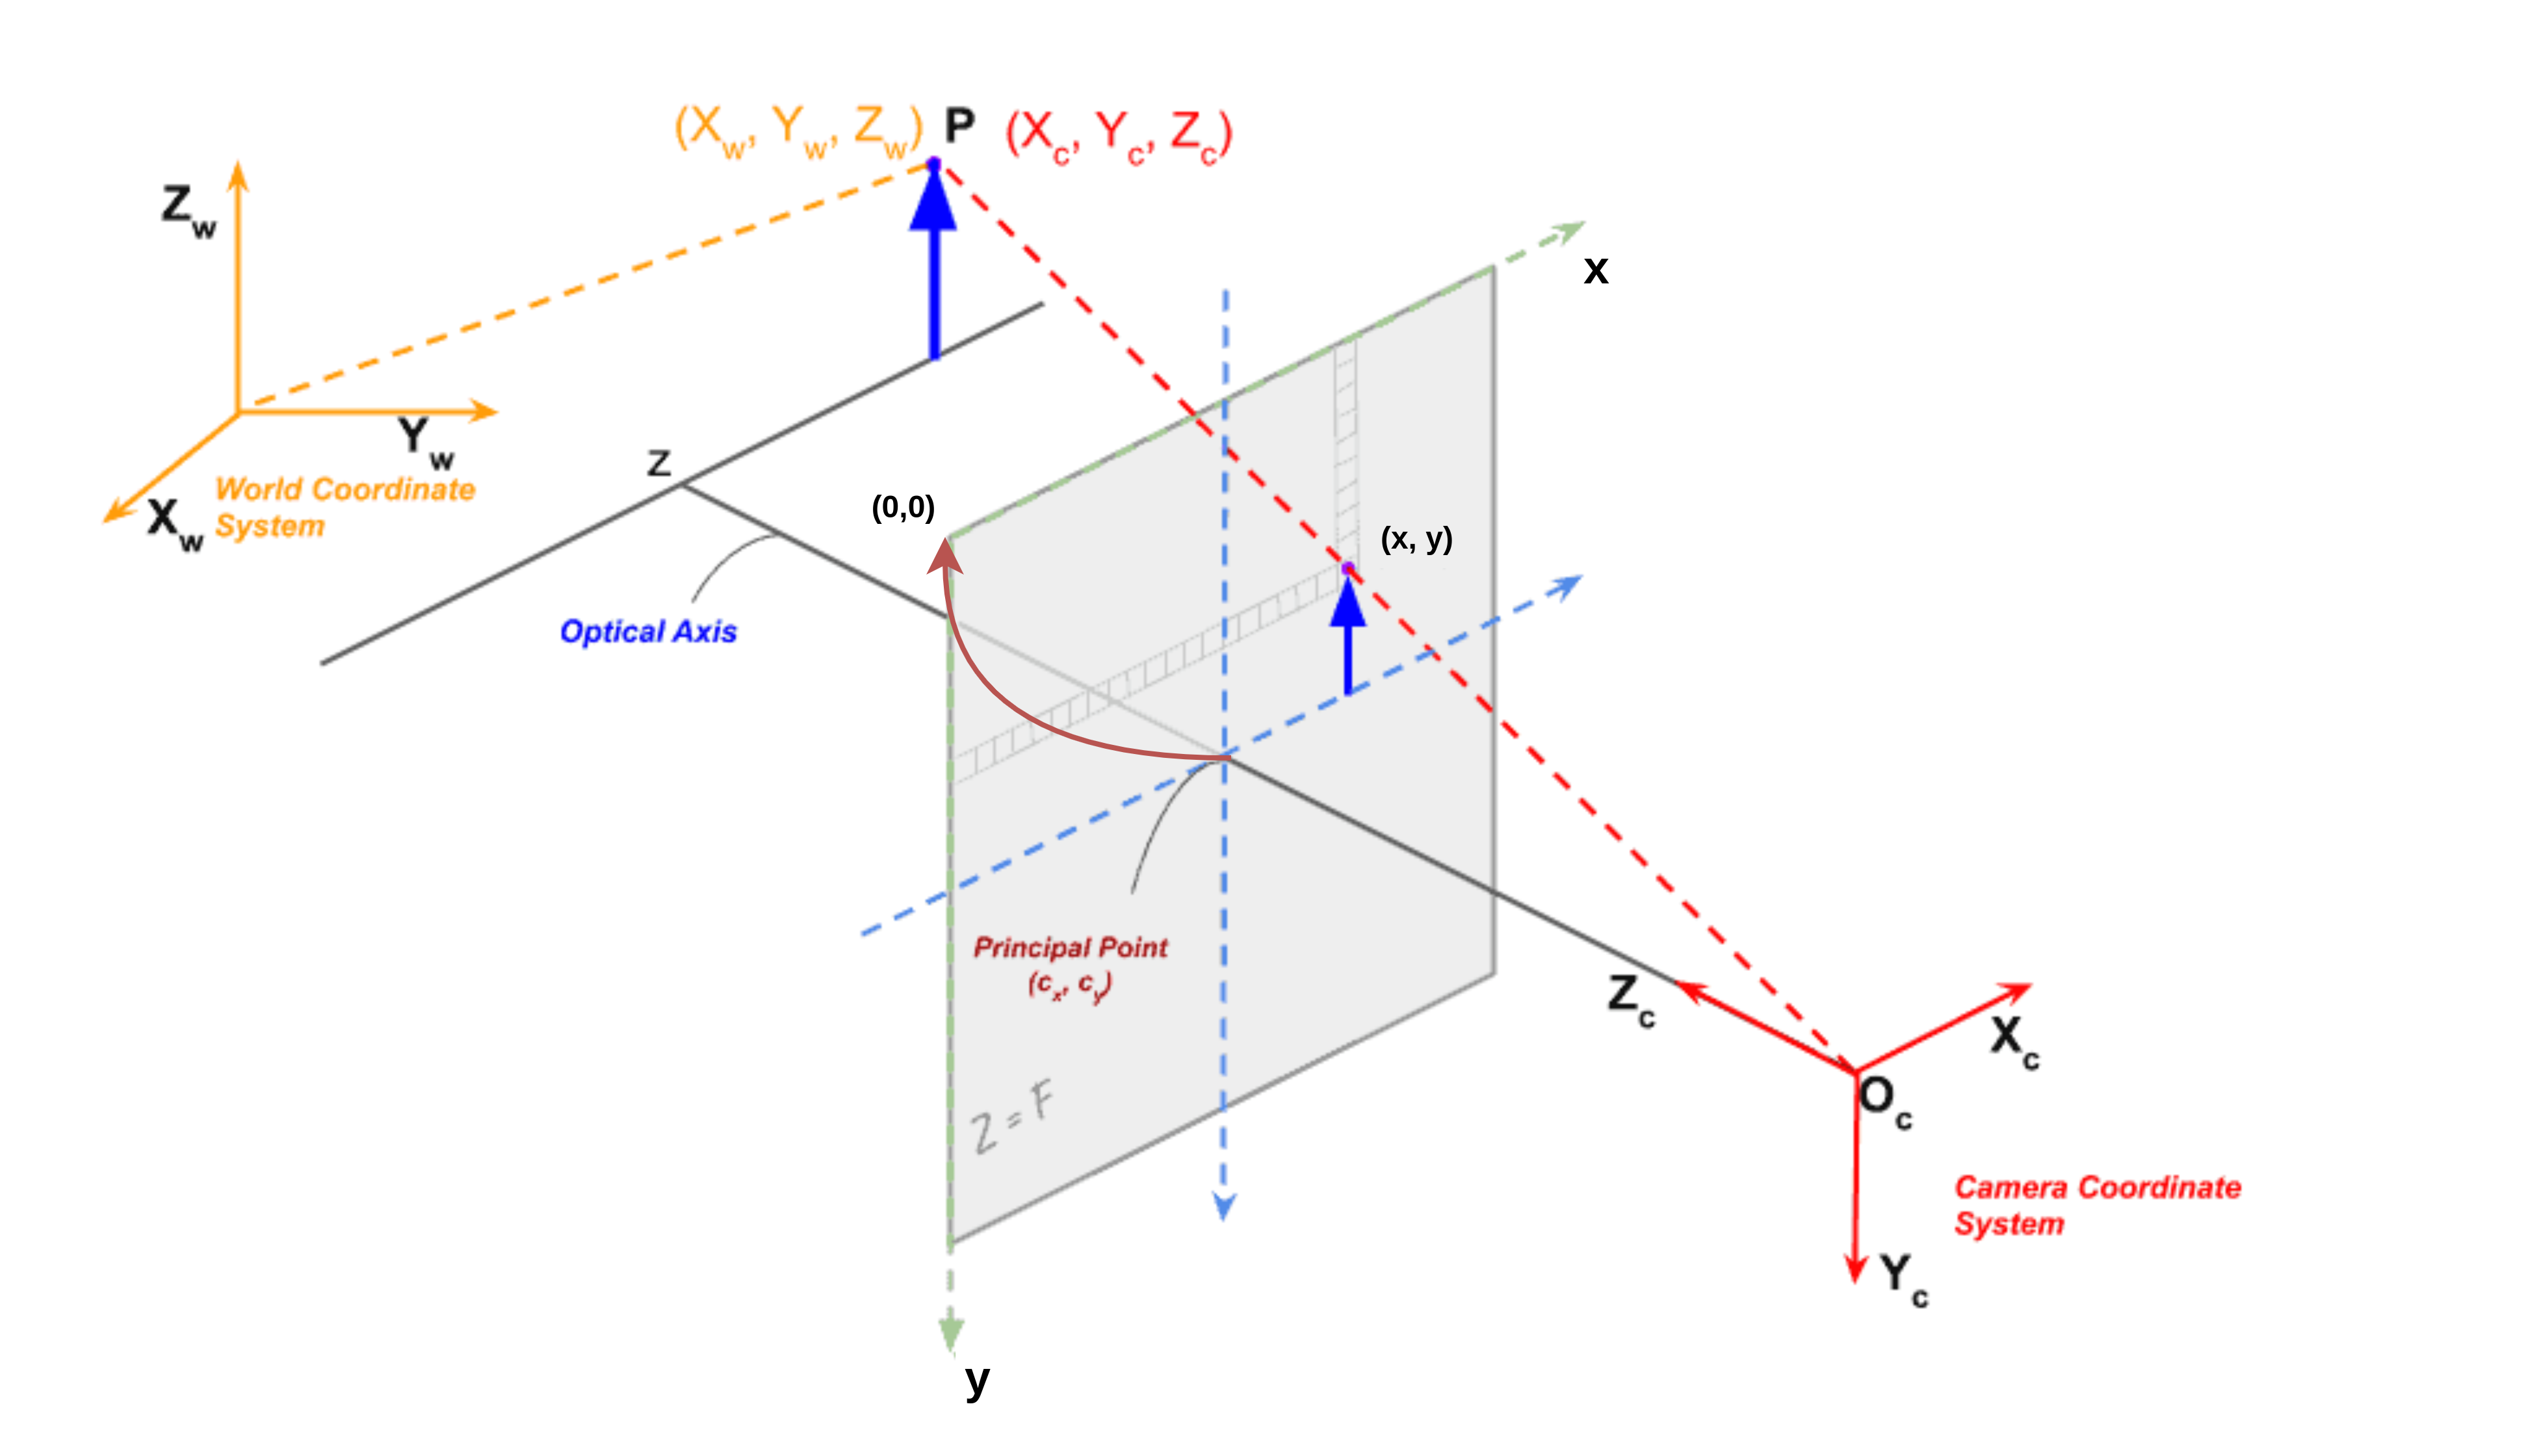 (Xw, Yw, Zw) P (Xc, Yc, Zc)
Zw
x
Yw
Z
World Coordinate
System
Xw
(0,0)
(x, y)
Optical Axis
Principal Point
(cx, cy)
Zc
Xc
Oc
Z = F
Camera Coordinate
System
Yc
y